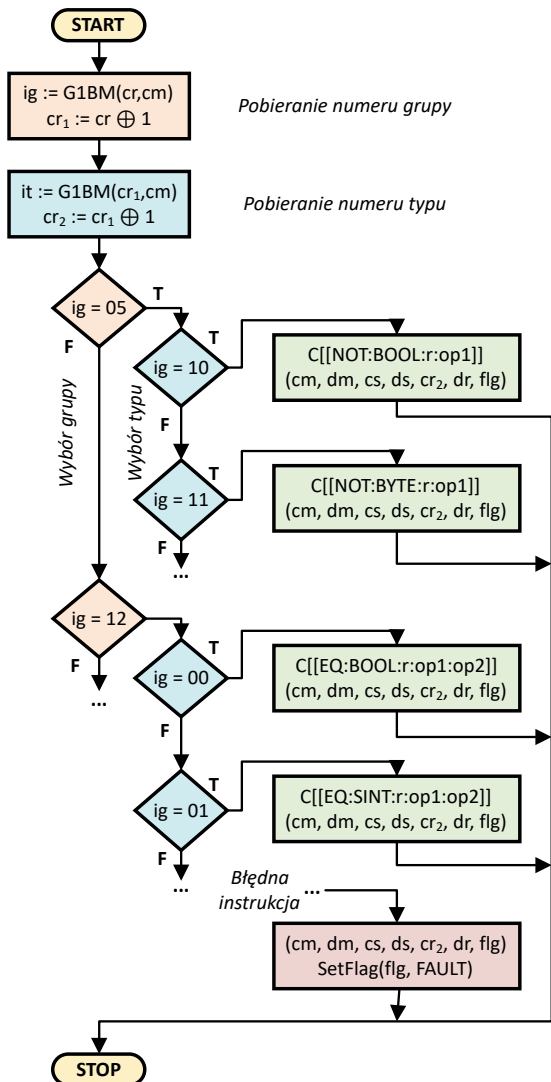 START
ig := G1BM(cr,cm)
cr₁ := cr ⊕ 1
Pobieranie numeru grupy
it := G1BM(cr₁,cm)
cr₂ := cr₁ ⊕ 1
Pobieranie numeru typu
ig = 05
T
F
Wybór grupy
ig = 10
T
F
Wybór typu
C[[NOT:BOOL:r:op1]]
(cm, dm, cs, ds, cr₂, dr, flg)
ig = 11
T
F
...
C[[NOT:BYTE:r:op1]]
(cm, dm, cs, ds, cr₂, dr, flg)
ig = 12
F
...
ig = 00
T
F
C[[EQ:BOOL:r:op1:op2]]
(cm, dm, cs, ds, cr₂, dr, flg)
ig = 01
T
F
...
C[[EQ:SINT:r:op1:op2]]
(cm, dm, cs, ds, cr₂, dr, flg)
Błędna ...
instrukcja
(cm, dm, cs, ds, cr₂, dr, flg)
SetFlag(flg, FAULT)
STOP